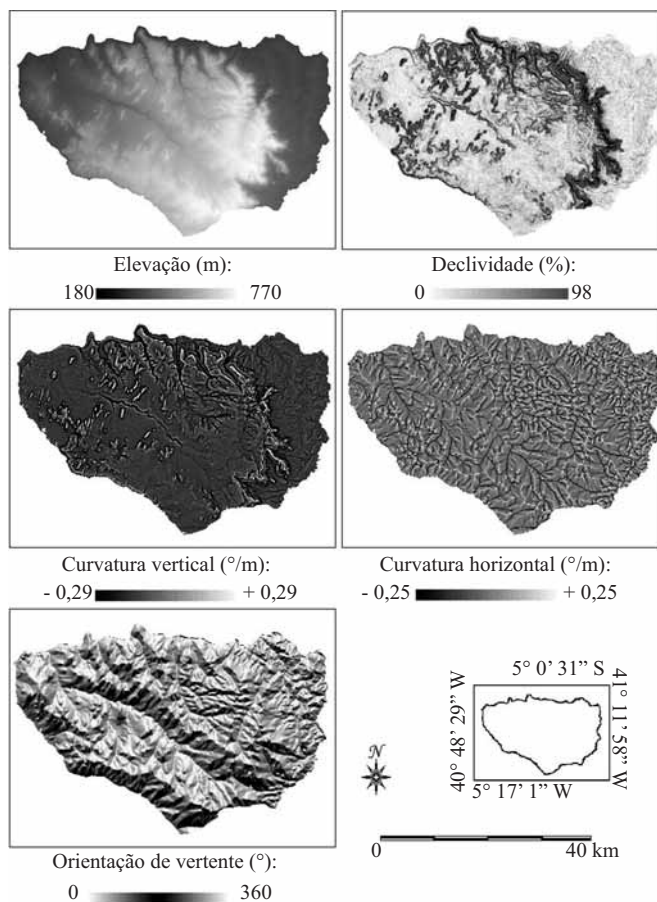 Elevação (m):
180 770
Declividade (%):
0 98
Curvatura vertical (°/m):
- 0,29 + 0,29
Curvatura horizontal (°/m):
- 0,25 + 0,25
Orientação de vertente (°):
0 360
5° 0’ 31” S
40° 48’ 29” W
41° 11’ 58” W
5° 17’ 1” W
N
0 40 km